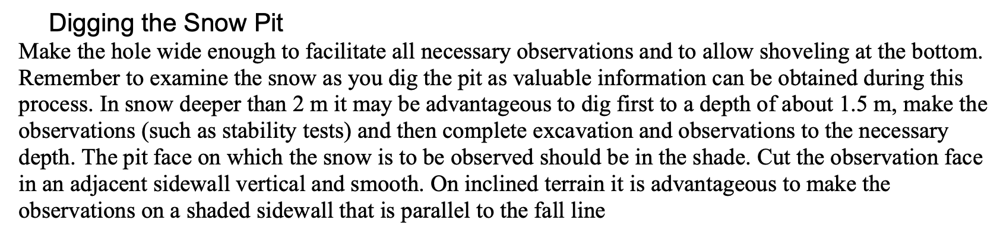 Digging the Snow Pit
Make the hole wide enough to facilitate all necessary observations and to allow shoveling at the bottom.
Remember to examine the snow as you dig the pit as valuable information can be obtained during this
process. In snow deeper than 2 m it may be advantageous to dig first to a depth of about 1.5 m, make the
observations (such as stability tests) and then complete excavation and observations to the necessary
depth. The pit face on which the snow is to be observed should be in the shade. Cut the observation face
in an adjacent sidewall vertical and smooth. On inclined terrain it is advantageous to make the
observations on a shaded sidewall that is parallel to the fall line